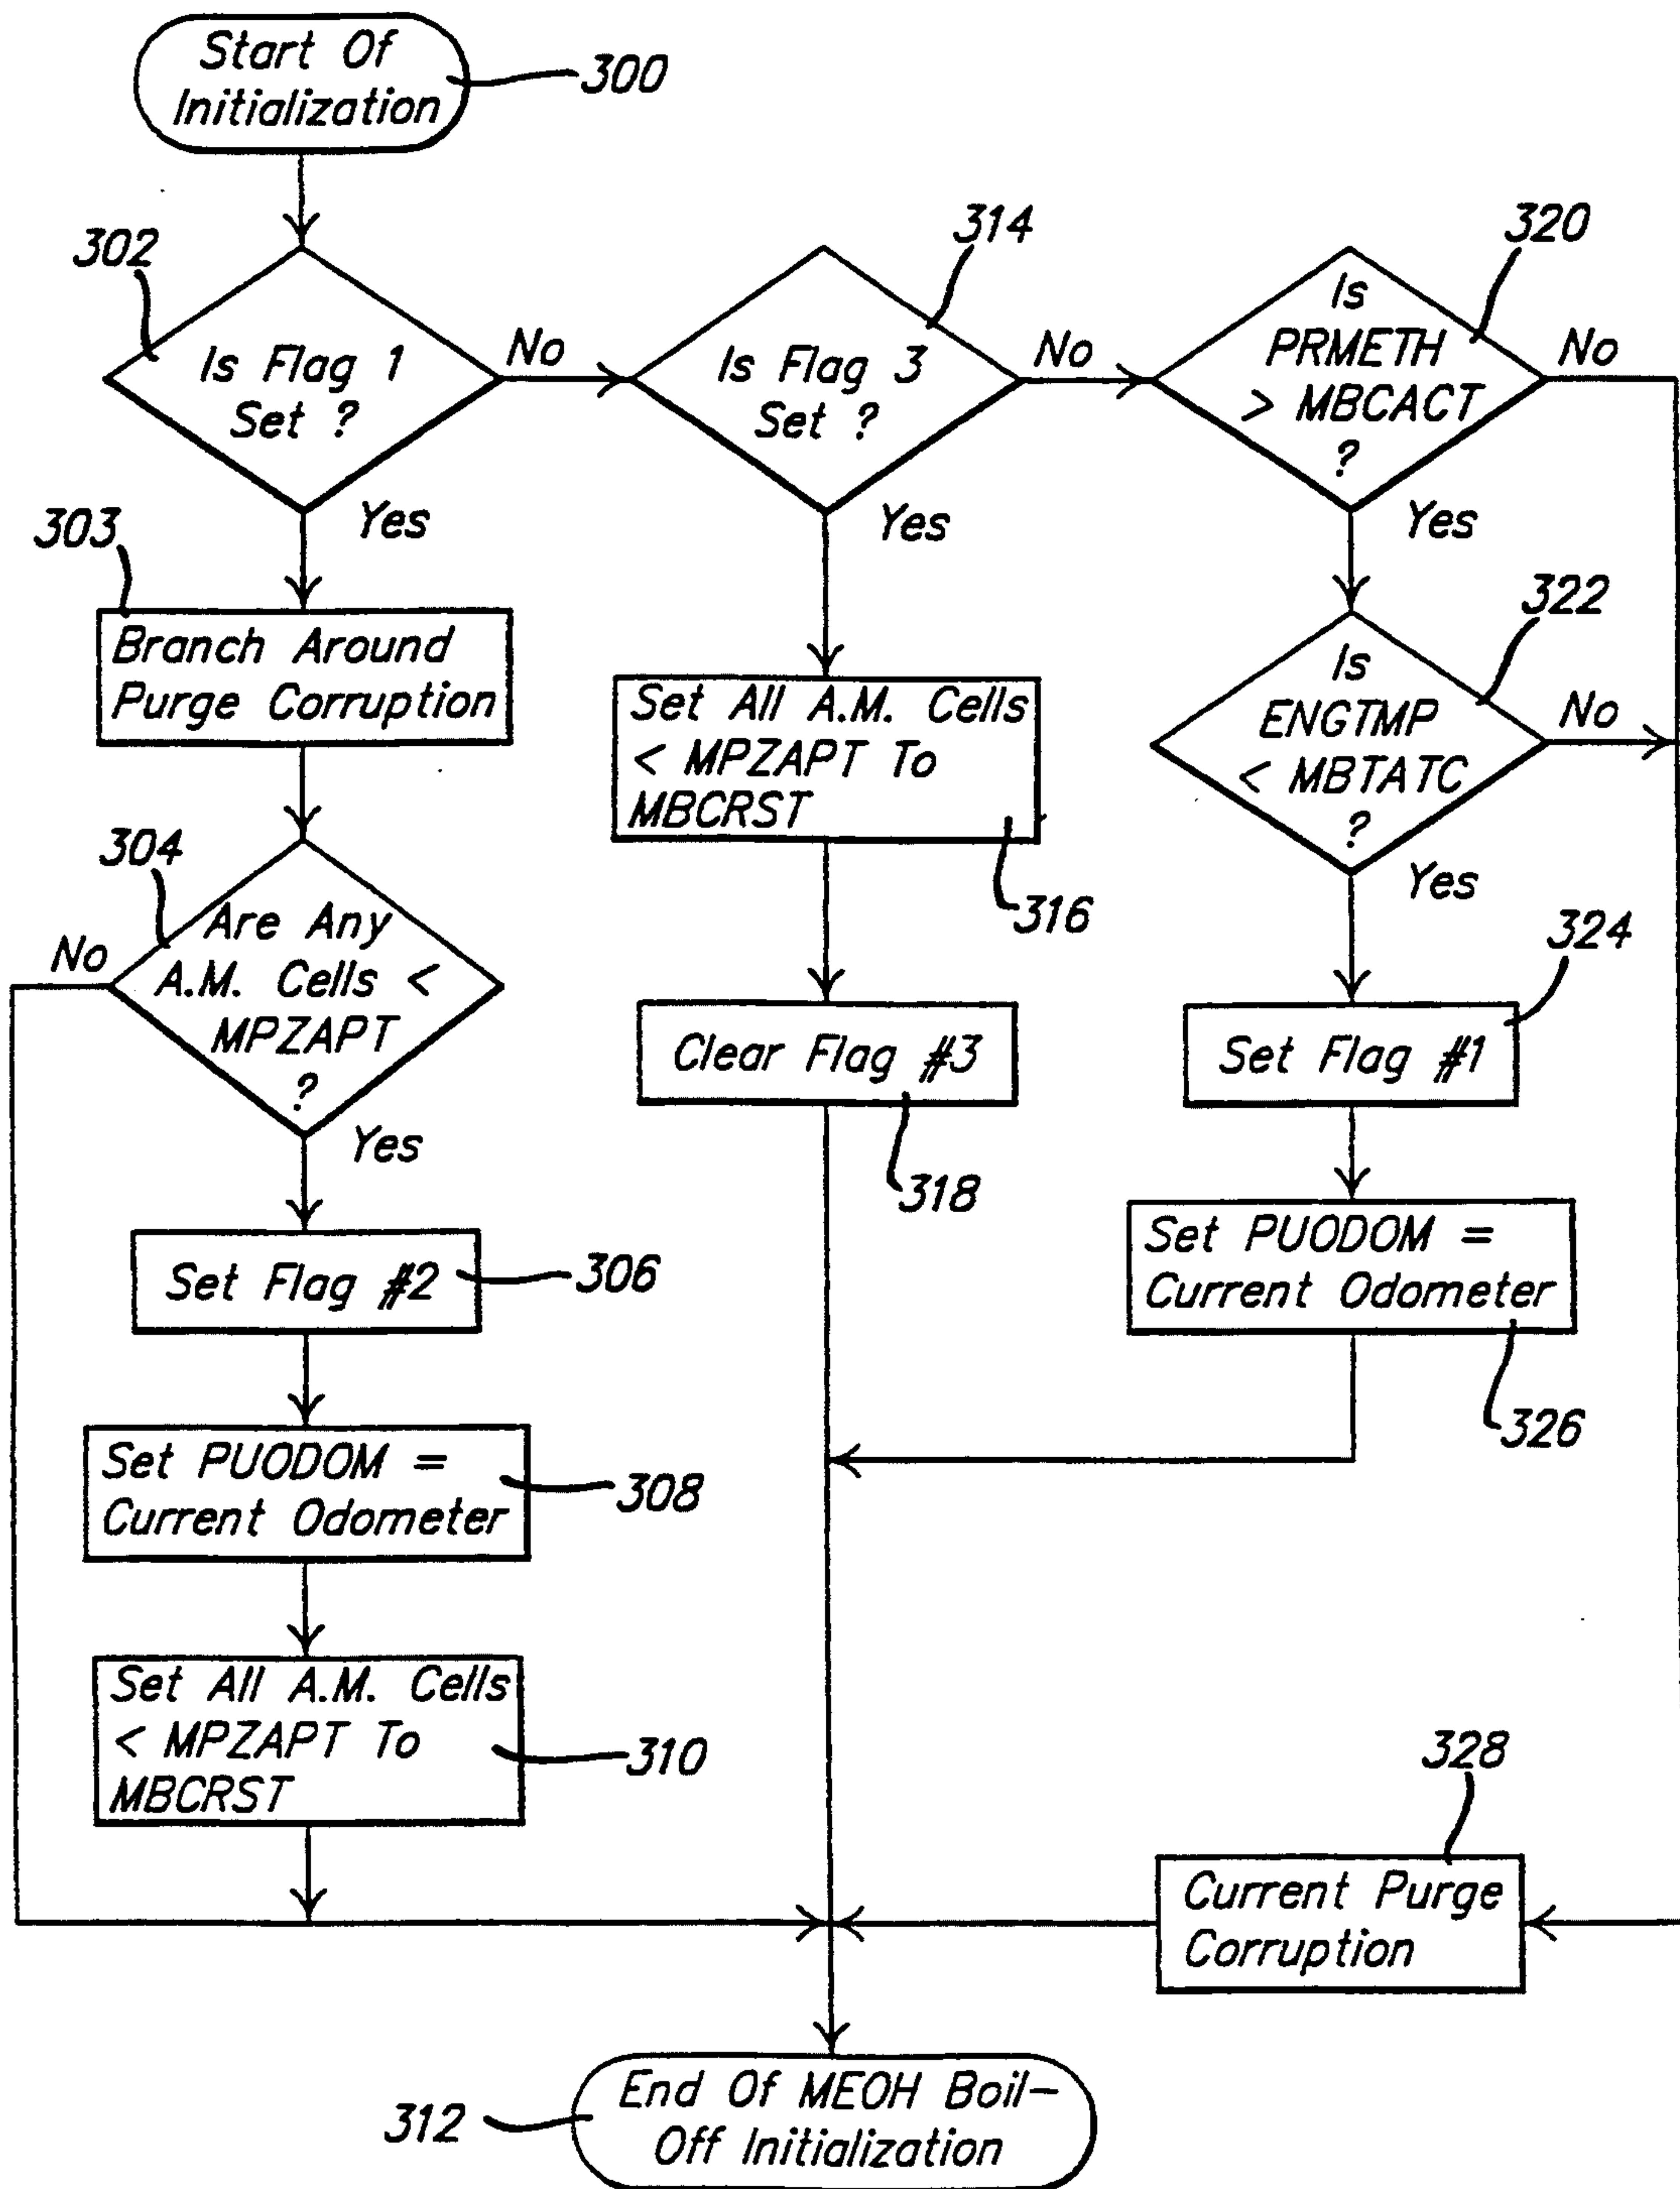 Start Of
Initialization
300
302
Is Flag 1
Set ?
No
Yes
314
Is Flag 3
Set ?
No
Yes
320
Is
PRMETH
> MBCACT
?
No
Yes
303
Branch Around
Purge Corruption
304
Are Any
A.M. Cells <
MPZAPT
?
No
Yes
Set Flag #2
306
Set PUODOM =
Current Odometer
308
Set All A.M. Cells
< MPZAPT To
MBCRST
310
Set All A.M. Cells
< MPZAPT To
MBCRST
316
Clear Flag #3
318
322
Is
ENGTMP
< MBTATC
?
No
Yes
324
Set Flag #1
Set PUODOM =
Current Odometer
326
328
Current Purge
Corruption
312
End Of MEOH Boil-
Off Initialization